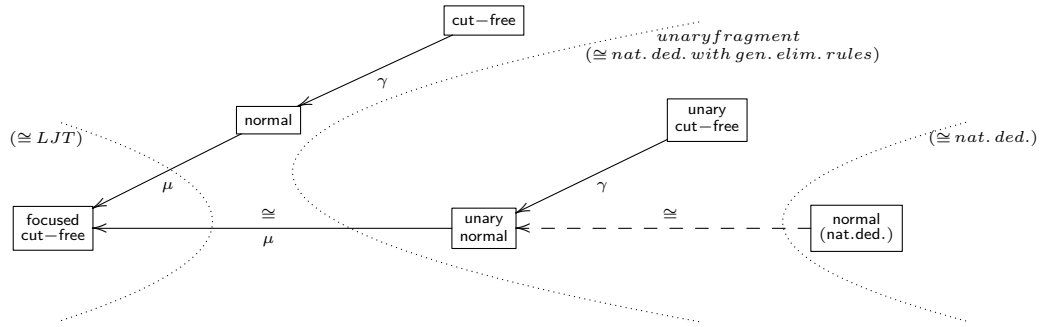 cut−free
unaryfragment
(≅ nat. ded. with gen. elim. rules)
γ
normal
unary
cut−free
(≅ LJT)
(≅ nat. ded.)
μ
γ
focused
cut−free
≅
μ
unary
normal
≅
normal
(nat.ded.)